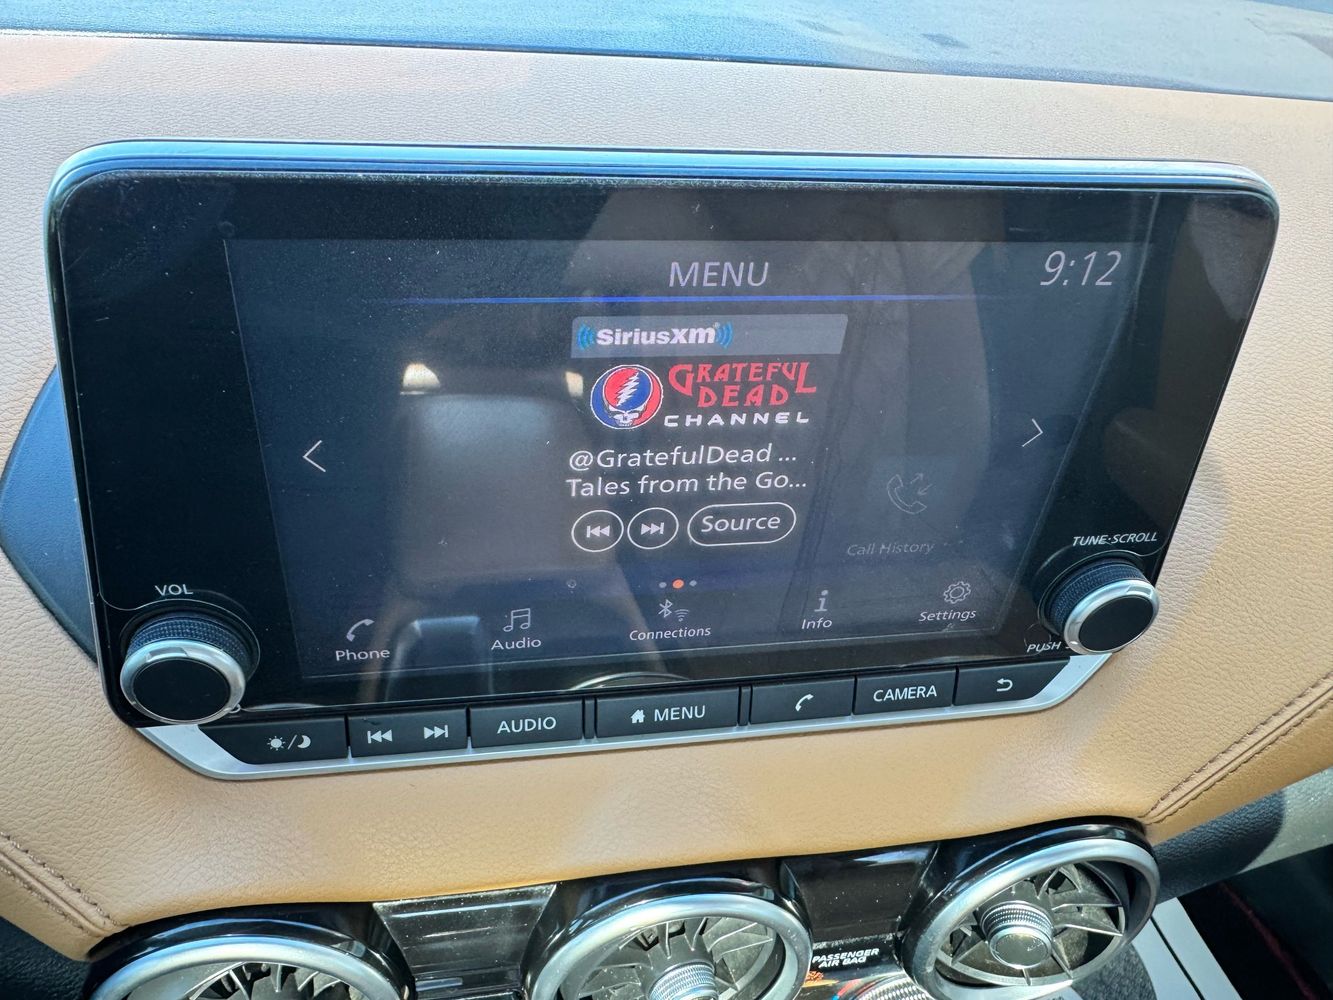 MENU
9:12
SiriusXM
GRATEFUL
DEAD
CHANNEL
@GratefulDead ...
Tales from the Go...
Source
Call History
TUNE·SCROLL
VOL
Phone
Audio
Connections
Info
Settings
PUSH
AUDIO
MENU
CAMERA
PASSENGER
AIR BAG